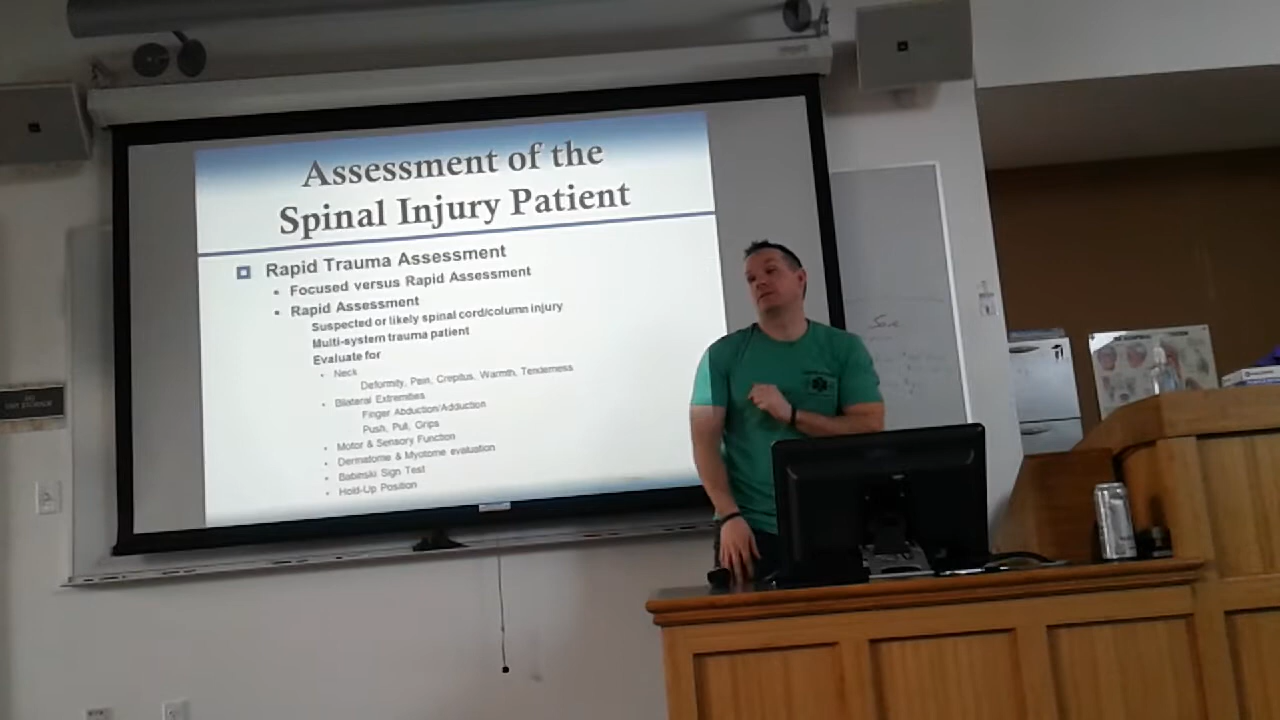 Assessment of the
Spinal Injury Patient
Rapid Trauma Assessment
• Focused versus Rapid Assessment
• Rapid Assessment
Suspected or likely spinal cord/column injury
Multi-system trauma patient
Evaluate for
• Neck
Deformity, Pain, Crepitus, Warmth, Tenderness
• Bilateral Extremities
Finger Abduction/Adduction
Push, Pull, Grips
• Motor & Sensory Function
• Dermatome & Myotome evaluation
• Babinski Sign Test
• Hold-Up Position